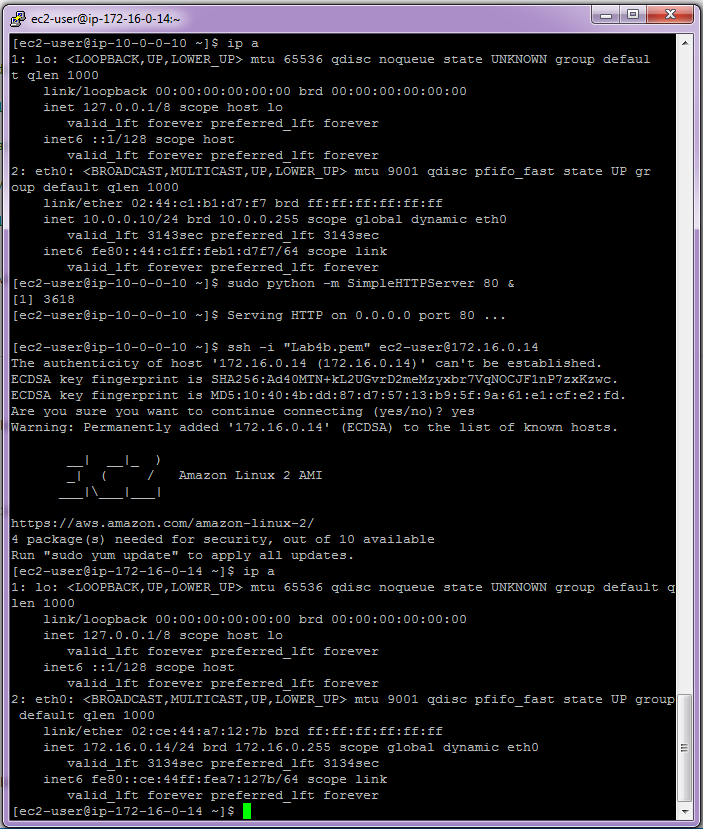 ec2-user@ip-172-16-0-14:~
[ec2-user@ip-10-0-0-10 ~]$ ip a
1: lo: <LOOPBACK,UP,LOWER_UP> mtu 65536 qdisc noqueue state UNKNOWN group defaul
t qlen 1000
    link/loopback 00:00:00:00:00:00 brd 00:00:00:00:00:00
    inet 127.0.0.1/8 scope host lo
       valid_lft forever preferred_lft forever
    inet6 ::1/128 scope host
       valid_lft forever preferred_lft forever
2: eth0: <BROADCAST,MULTICAST,UP,LOWER_UP> mtu 9001 qdisc pfifo_fast state UP gr
oup default qlen 1000
    link/ether 02:44:c1:b1:d7:f7 brd ff:ff:ff:ff:ff:ff
    inet 10.0.0.10/24 brd 10.0.0.255 scope global dynamic eth0
       valid_lft 3143sec preferred_lft 3143sec
    inet6 fe80::44:c1ff:feb1:d7f7/64 scope link
       valid_lft forever preferred_lft forever
[ec2-user@ip-10-0-0-10 ~]$ sudo python -m SimpleHTTPServer 80 &
[1] 3618
[ec2-user@ip-10-0-0-10 ~]$ Serving HTTP on 0.0.0.0 port 80 ...
[ec2-user@ip-10-0-0-10 ~]$ ssh -i "Lab4b.pem" ec2-user@172.16.0.14
The authenticity of host '172.16.0.14 (172.16.0.14)' can't be established.
ECDSA key fingerprint is SHA256:Ad40MTN+kL2UGvrD2meMzyxbr7VqNOCJF1nP7zxKzwc.
ECDSA key fingerprint is MD5:10:40:4b:dd:87:d7:57:13:b9:5f:9a:61:e1:cf:e2:fd.
Are you sure you want to continue connecting (yes/no)? yes
Warning: Permanently added '172.16.0.14' (ECDSA) to the list of known hosts.
       __|  __|_  )
       _|  (     /   Amazon Linux 2 AMI
      ___|\___|___|
https://aws.amazon.com/amazon-linux-2/
4 package(s) needed for security, out of 10 available
Run "sudo yum update" to apply all updates.
[ec2-user@ip-172-16-0-14 ~]$ ip a
1: lo: <LOOPBACK,UP,LOWER_UP> mtu 65536 qdisc noqueue state UNKNOWN group default q
len 1000
    link/loopback 00:00:00:00:00:00 brd 00:00:00:00:00:00
    inet 127.0.0.1/8 scope host lo
       valid_lft forever preferred_lft forever
    inet6 ::1/128 scope host
       valid_lft forever preferred_lft forever
2: eth0: <BROADCAST,MULTICAST,UP,LOWER_UP> mtu 9001 qdisc pfifo_fast state UP group
 default qlen 1000
    link/ether 02:ce:44:a7:12:7b brd ff:ff:ff:ff:ff:ff
    inet 172.16.0.14/24 brd 172.16.0.255 scope global dynamic eth0
       valid_lft 3134sec preferred_lft 3134sec
    inet6 fe80::ce:44ff:fea7:127b/64 scope link
       valid_lft forever preferred_lft forever
[ec2-user@ip-172-16-0-14 ~]$